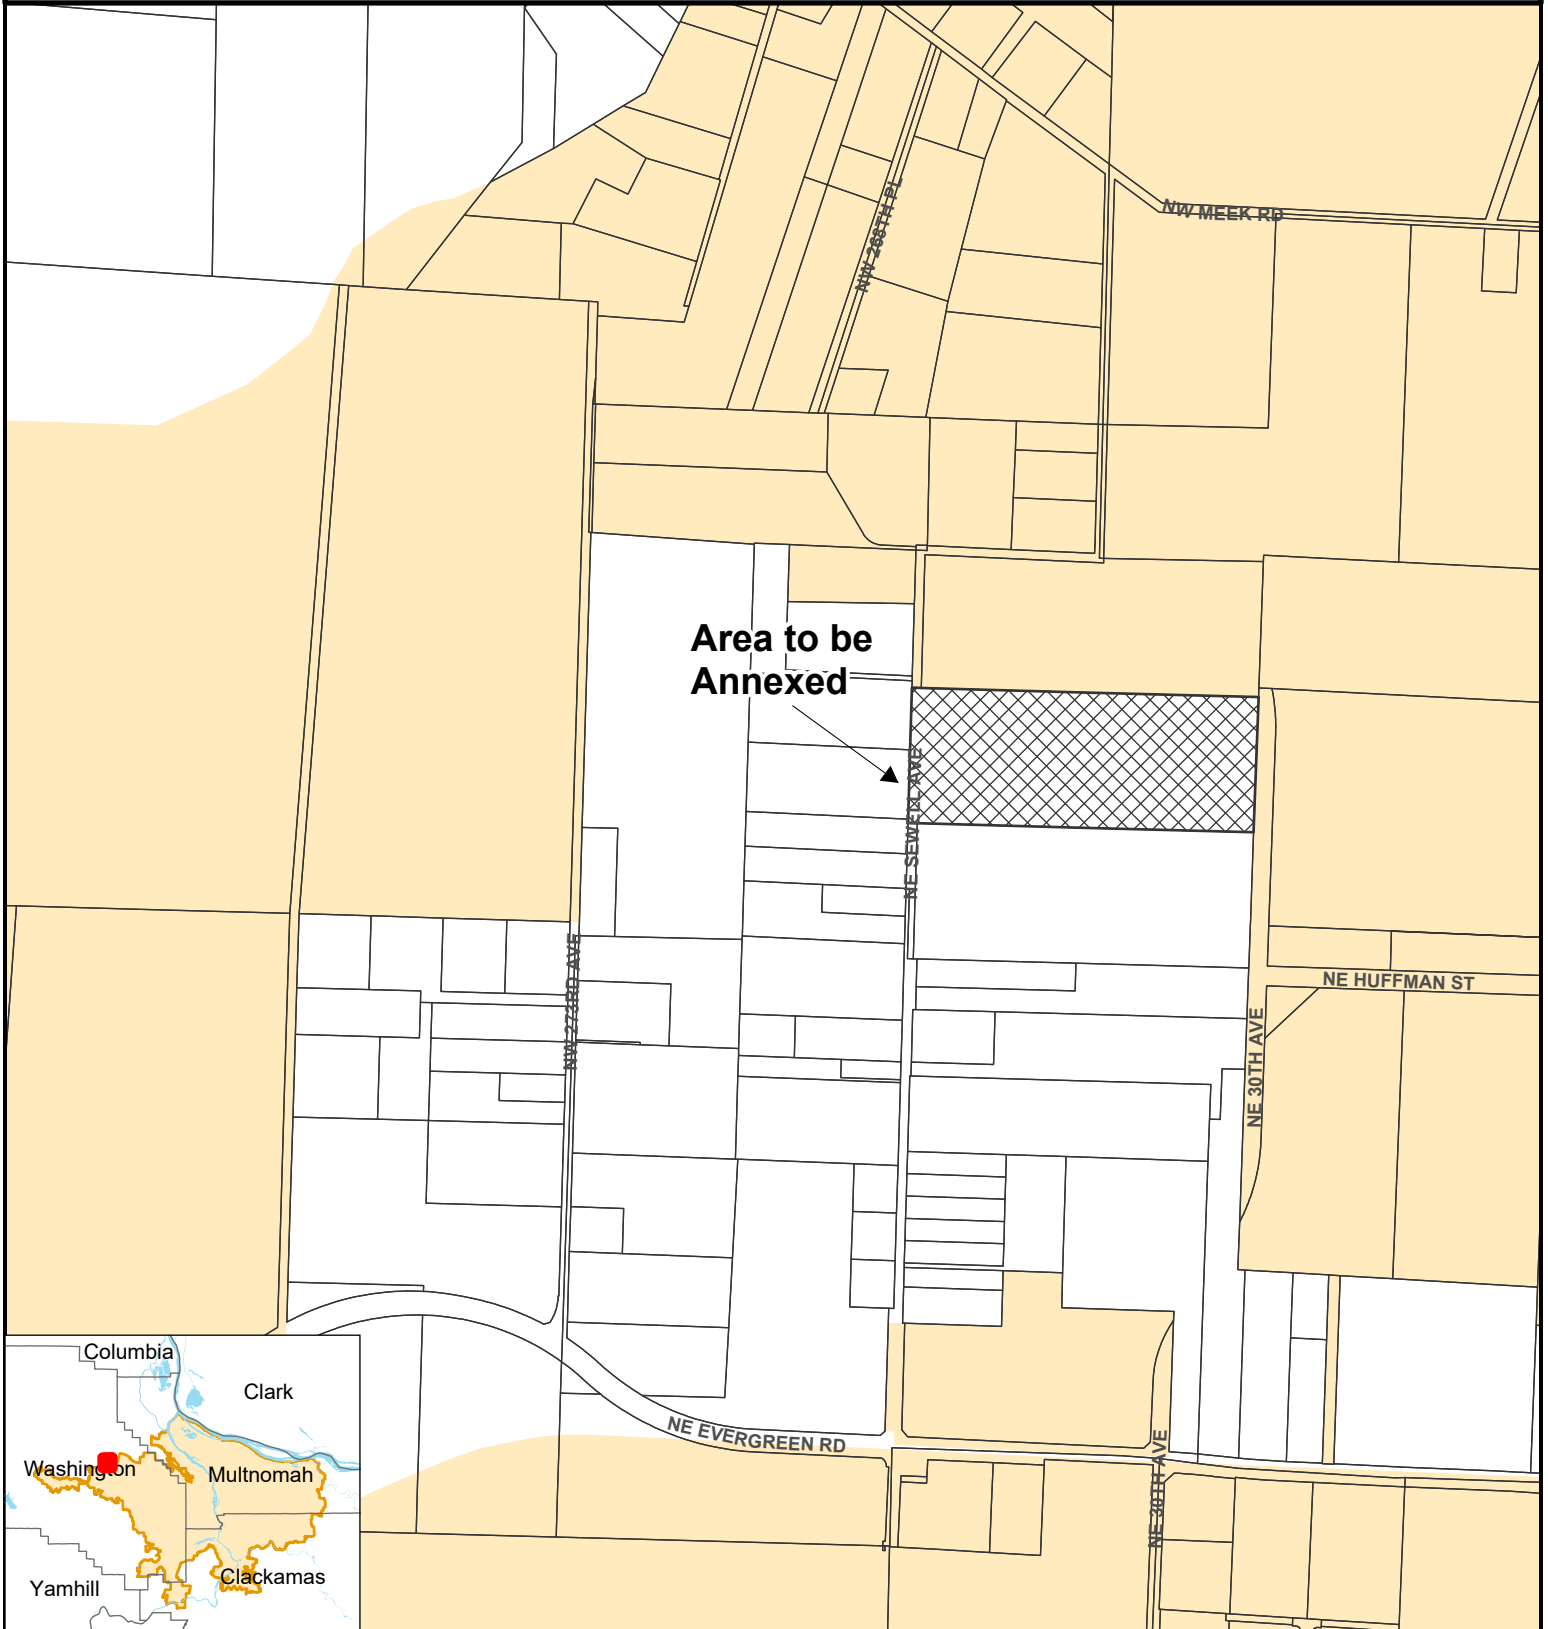 NW MEEK RD
NW 268TH PL
Area to be
Annexed
NE SEWELL AVE
NW 273RD AVE
NE HUFFMAN ST
NE 30TH AVE
NE EVERGREEN RD
NE 30TH AVE
Columbia
Clark
Washington
Multnomah
Yamhill
Clackamas